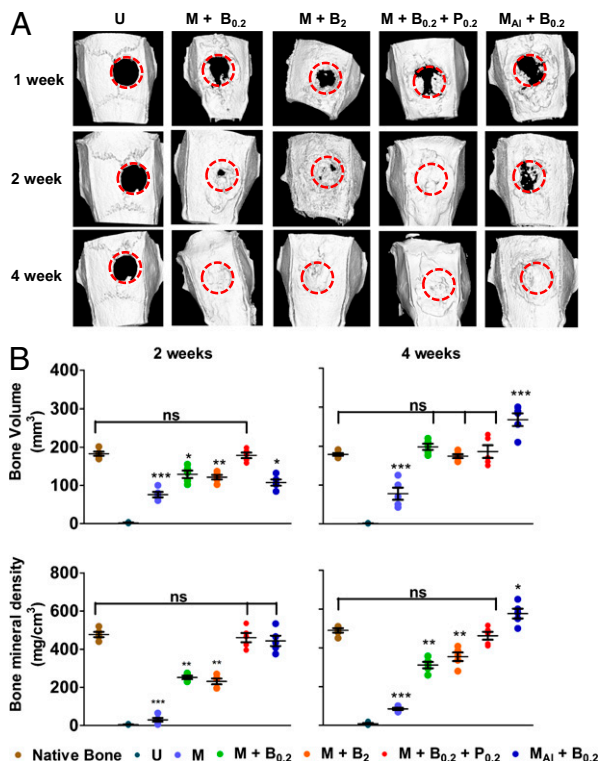 A
U M + B0.2 M + B2 M + B0.2 + P0.2 MAl + B0.2
1 week
2 week
4 week
B
2 weeks 4 weeks
Bone Volume
(mm3)
400
300
200
100
0
ns
***
*
**
*
ns
***
***
Bone mineral density
(mg/cm3)
800
600
400
200
0
ns
***
**
**
ns
***
**
**
*
Native Bone U M M + B0.2 M + B2 M + B0.2 + P0.2 MAl + B0.2